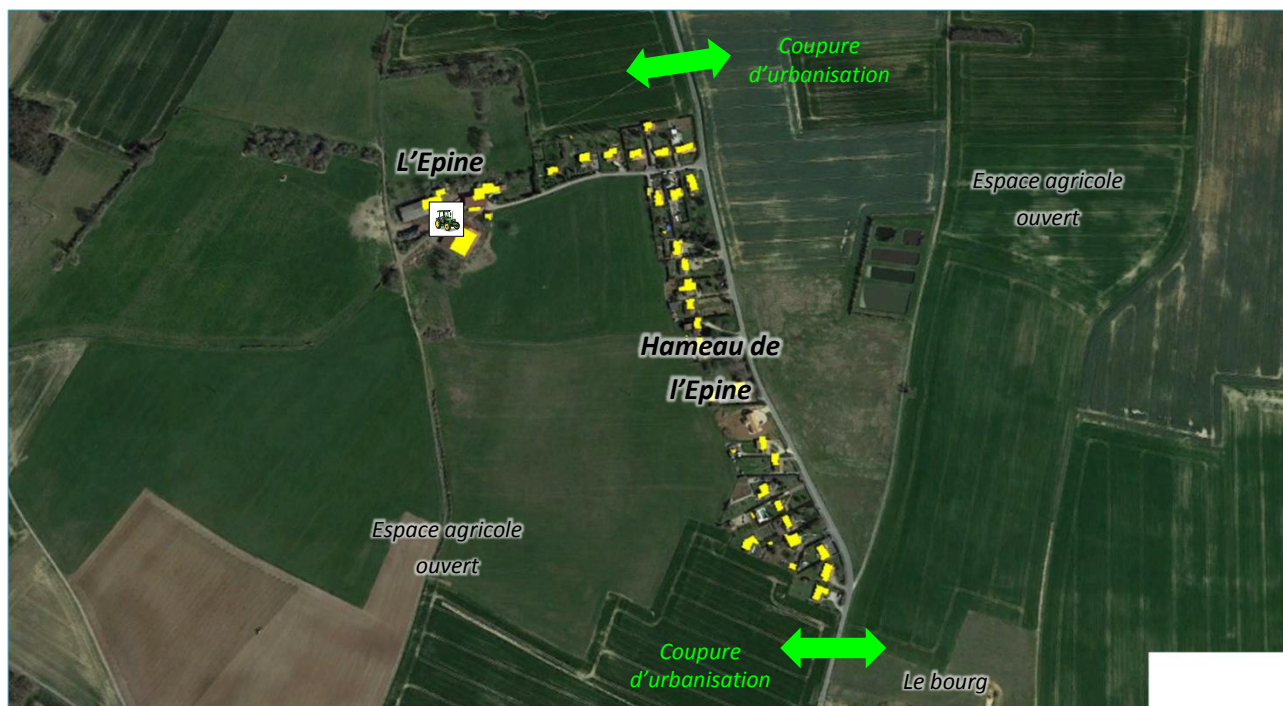 Coupure
d'urbanisation
L'Epine
Espace agricole
ouvert
Hameau de
l'Epine
Espace agricole
ouvert
Coupure
d'urbanisation
Le bourg